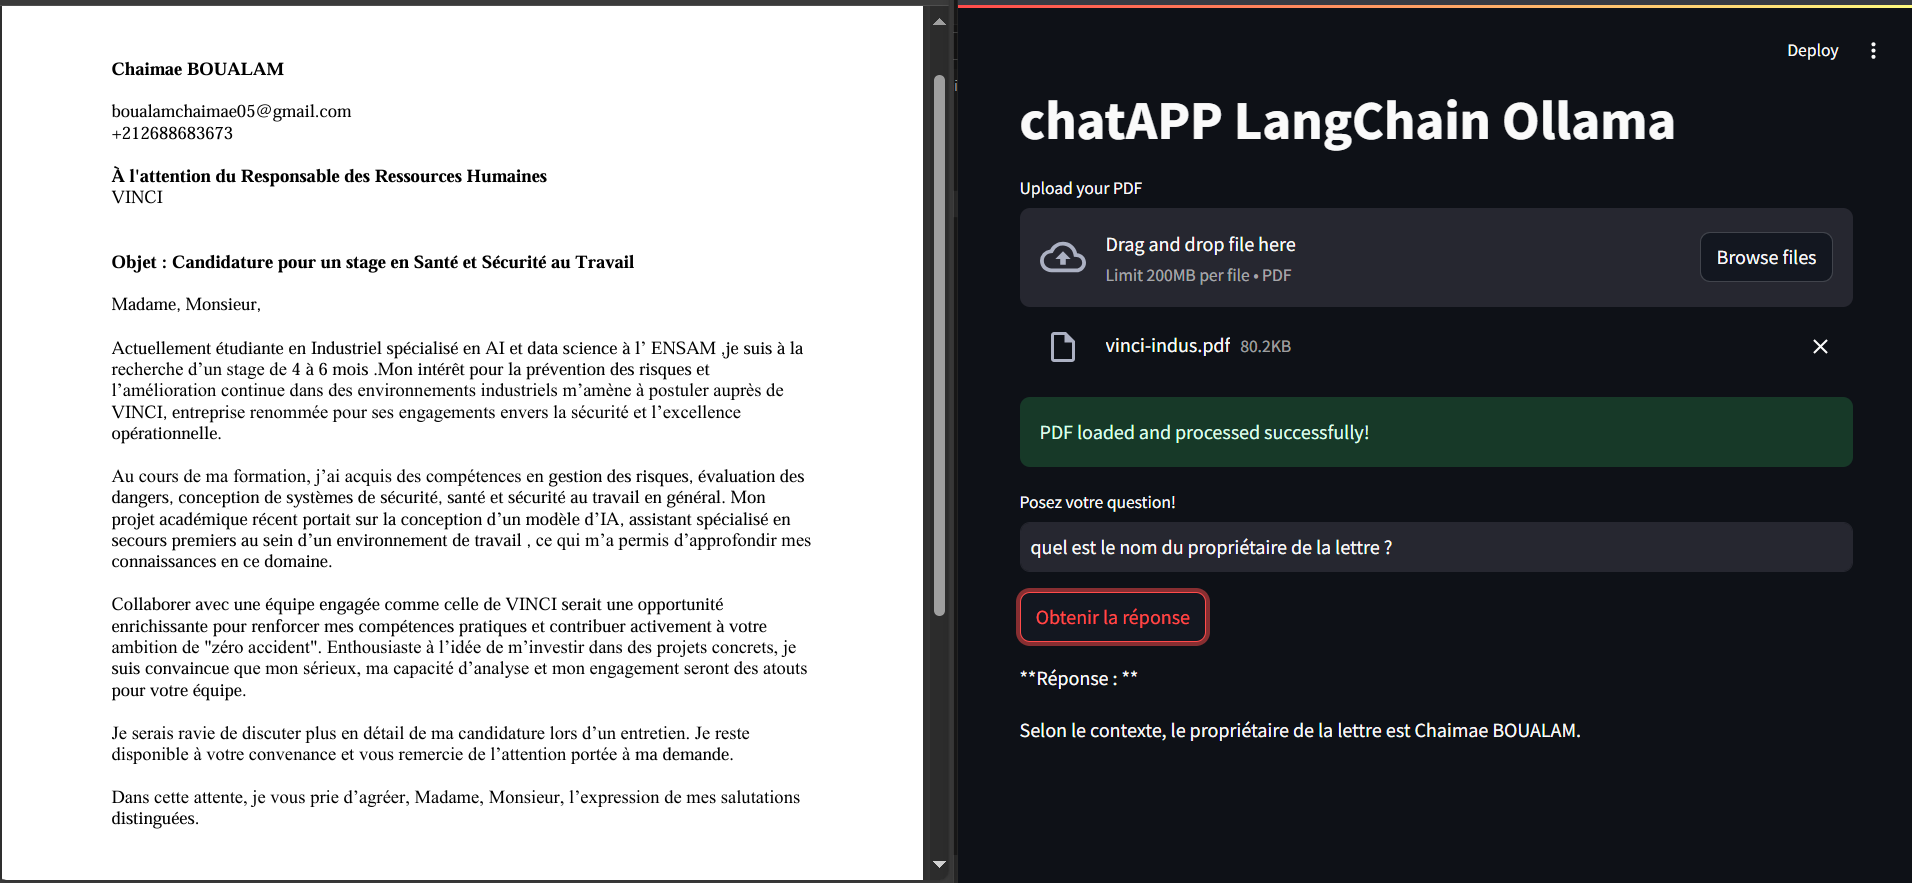 Chaimae BOUALAM
boualamchaimae05@gmail.com
+212688683673
À l'attention du Responsable des Ressources Humaines
VINCI
Objet : Candidature pour un stage en Santé et Sécurité au Travail
Madame, Monsieur,
Actuellement étudiante en Industriel spécialisé en AI et data science à l’ ENSAM ,je suis à la
recherche d’un stage de 4 à 6 mois .Mon intérêt pour la prévention des risques et
l’amélioration continue dans des environnements industriels m’amène à postuler auprès de
VINCI, entreprise renommée pour ses engagements envers la sécurité et l’excellence
opérationnelle.
Au cours de ma formation, j’ai acquis des compétences en gestion des risques, évaluation des
dangers, conception de systèmes de sécurité, santé et sécurité au travail en général. Mon
projet académique récent portait sur la conception d’un modèle d’IA, assistant spécialisé en
secours premiers au sein d’un environnement de travail , ce qui m’a permis d’approfondir mes
connaissances en ce domaine.
Collaborer avec une équipe engagée comme celle de VINCI serait une opportunité
enrichissante pour renforcer mes compétences pratiques et contribuer activement à votre
ambition de "zéro accident". Enthousiaste à l’idée de m’investir dans des projets concrets, je
suis convaincue que mon sérieux, ma capacité d’analyse et mon engagement seront des atouts
pour votre équipe.
Je serais ravie de discuter plus en détail de ma candidature lors d’un entretien. Je reste
disponible à votre convenance et vous remercie de l’attention portée à ma demande.
Dans cette attente, je vous prie d’agréer, Madame, Monsieur, l’expression de mes salutations
distinguées.
Deploy
chatAPP LangChain Ollama
Upload your PDF
Drag and drop file here
Limit 200MB per file • PDF
Browse files
vinci-indus.pdf 80.2KB
PDF loaded and processed successfully!
Posez votre question!
quel est le nom du propriétaire de la lettre ?
Obtenir la réponse
**Réponse : **
Selon le contexte, le propriétaire de la lettre est Chaimae BOUALAM.